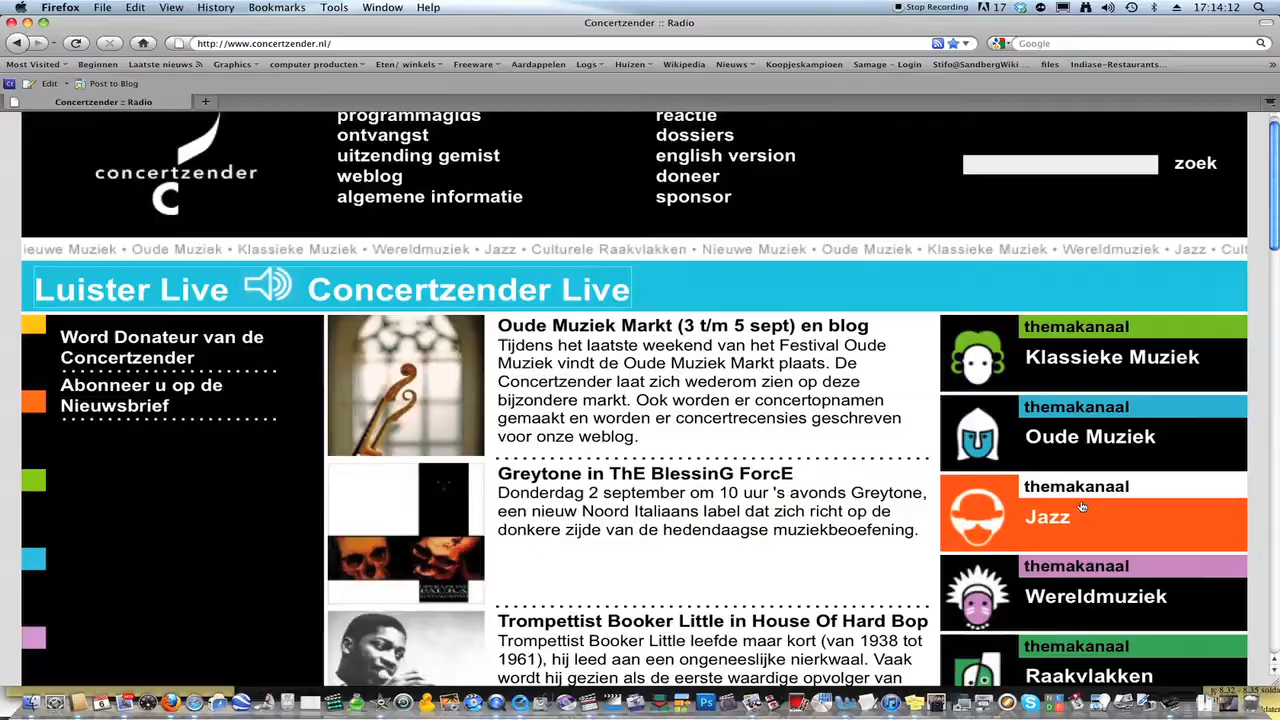 Firefox File Edit View History Bookmarks Tools Window Help Stop Recording 17 17:14:12
Concertzender :: Radio
http://www.concertzender.nl/ Google
Most Visited Beginnen Laatste nieuws Graphics computer producten Eten/ winkels Freeware Aardappelen Logs Huizen Wikipedia Nieuws Koopjeskampioen Samage - Login Stifo@SandbergWiki ... files Indiase-Restaurants...
Edit Post to Blog
Concertzender :: Radio
concertzender
programmagids
ontvangst
uitzending gemist
weblog
algemene informatie
reactie
dossiers
english version
doneer
sponsor
zoek
ieuwe Muziek • Oude Muziek • Klassieke Muziek • Wereldmuziek • Jazz • Culturele Raakvlakken • Nieuwe Muziek • Oude Muziek • Klassieke Muziek • Wereldmuziek • Jazz • Cult
Luister Live Concertzender Live
Word Donateur van de
Concertzender
Abonneer u op de
Nieuwsbrief
Oude Muziek Markt (3 t/m 5 sept) en blog
Tijdens het laatste weekend van het Festival Oude
Muziek vindt de Oude Muziek Markt plaats. De
Concertzender laat zich wederom zien op deze
bijzondere markt. Ook worden er concertopnamen
gemaakt en worden er concertrecensies geschreven
voor onze weblog.
Greytone in ThE BlessinG ForcE
Donderdag 2 september om 10 uur 's avonds Greytone,
een nieuw Noord Italiaans label dat zich richt op de
donkere zijde van de hedendaagse muziekbeoefening.
Trompettist Booker Little in House Of Hard Bop
Trompettist Booker Little leefde maar kort (van 1938 tot
1961), hij leed aan een ongeneeslijke nierkwaal. Vaak
wordt hij gezien als de eerste waardige opvolger van
themakanaal
Klassieke Muziek
themakanaal
Oude Muziek
themakanaal
Jazz
themakanaal
Wereldmuziek
themakanaal
Raakvlakken